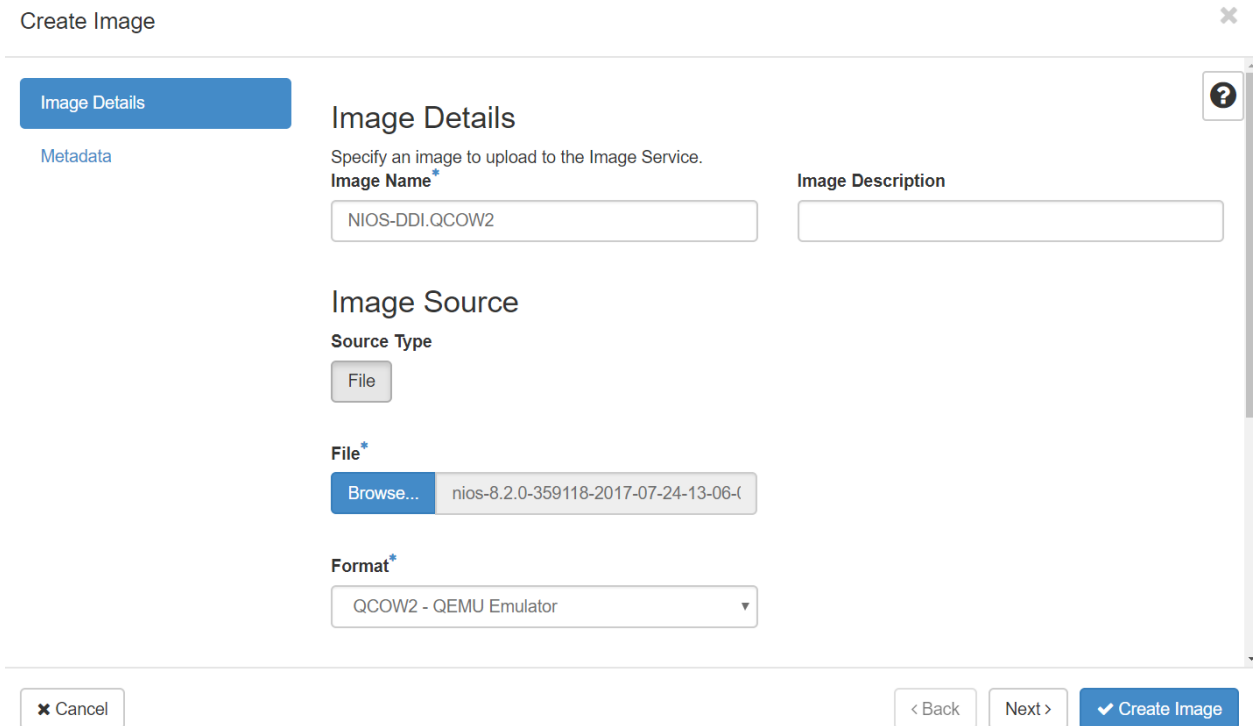 Create Image
Image Details
Metadata
Image Details
Specify an image to upload to the Image Service.
Image Name*
Image Description
NIOS-DDI.QCOW2
Image Source
Source Type
File
File*
Browse... nios-8.2.0-359118-2017-07-24-13-06-0
Format*
QCOW2 - QEMU Emulator
Cancel
< Back
Next >
Create Image